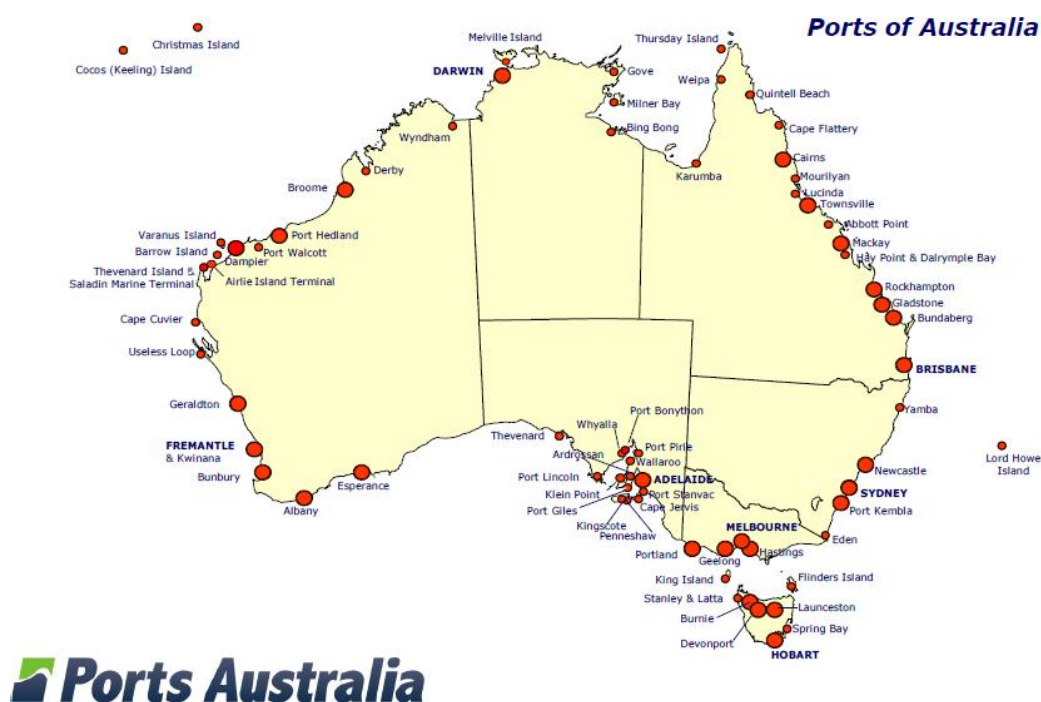 Ports of Australia
Christmas Island
Cocos (Keeling) Island
Melville Island
DARWIN
Thursday Island
Gove
Weipa
Quintell Beach
Milner Bay
Bing Bong
Cape Flattery
Wyndham
Karumba
Cairns
Derby
Mourilyan
Broome
Lucinda
Townsville
Abbott Point
Varanus Island
Port Hedland
Mackay
Barrow Island
Port Walcott
Dampier
Hay Point & Dalrymple Bay
Thevenard Island &
Saladin Marine Terminal
Airlie Island Terminal
Rockhampton
Gladstone
Cape Cuvier
Bundaberg
Useless Loop
BRISBANE
Geraldton
Port Bonython
Yamba
Whyalla
Thevenard
FREMANTLE
& Kwinana
Port Pirie
Ardrossan
Wallaroo
Lord Howe
Island
Newcastle
Bunbury
Esperance
Port Lincoln
ADELAIDE
Klein Point
Port Stanvac
SYDNEY
Albany
Port Giles
Cape Jervis
Port Kembla
Kingscote
Penneshaw
MELBOURNE
Eden
Portland
Geelong
Hastings
King Island
Flinders Island
Stanley & Latta
Launceston
Burnie
Spring Bay
Devonport
HOBART
Ports Australia